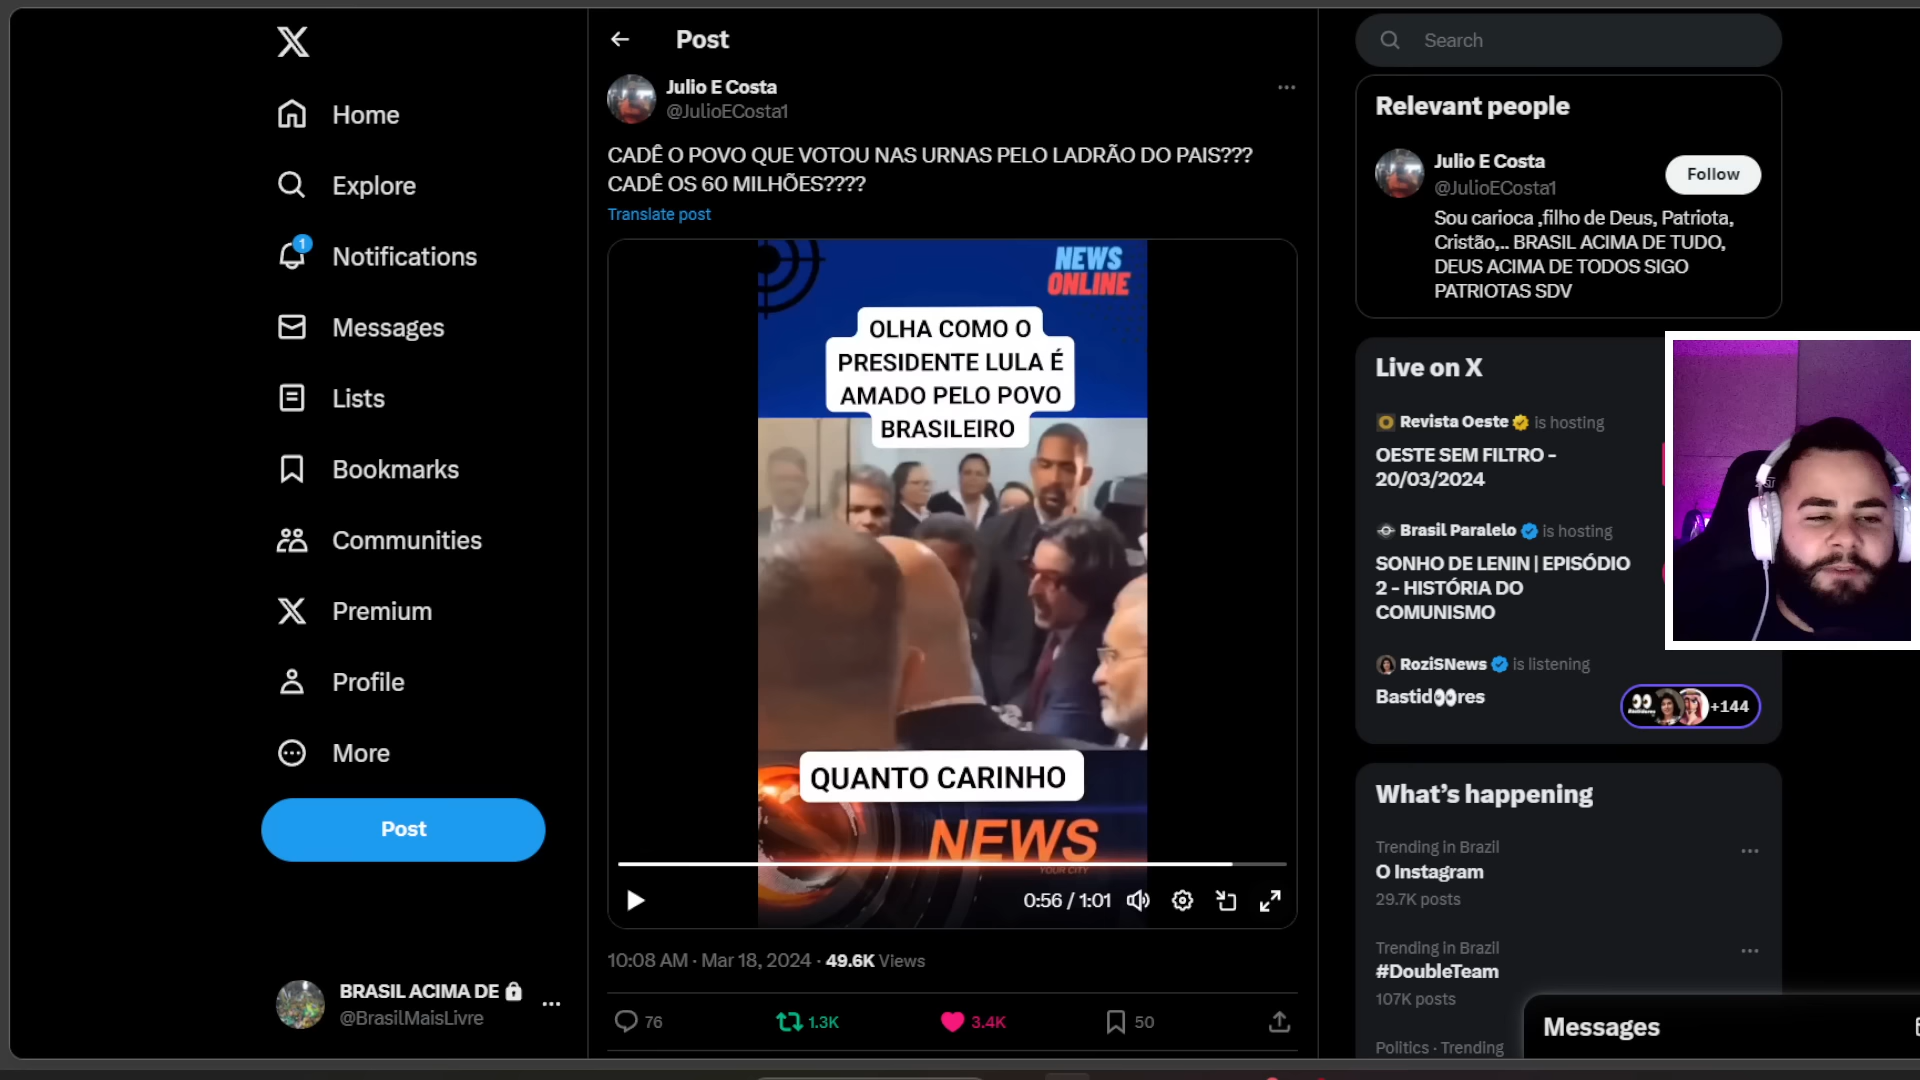 Home
Explore
1
Notifications
Messages
Lists
Bookmarks
Communities
Premium
Profile
More
Post
BRASIL ACIMA DE
@BrasilMaisLivre
Post
Julio E Costa
@JulioECosta1
CADÊ O POVO QUE VOTOU NAS URNAS PELO LADRÃO DO PAIS???
CADÊ OS 60 MILHÕES????
Translate post
NEWS
ONLINE
OLHA COMO O
PRESIDENTE LULA É
AMADO PELO POVO
BRASILEIRO
QUANTO CARINHO
NEWS
YOUR CITY
0:56 / 1:01
10:08 AM · Mar 18, 2024 · 49.6K Views
76
1.3K
3.4K
50
Search
Relevant people
Julio E Costa
@JulioECosta1
Follow
Sou carioca ,filho de Deus, Patriota,
Cristão,.. BRASIL ACIMA DE TUDO,
DEUS ACIMA DE TODOS SIGO
PATRIOTAS SDV
Live on X
Revista Oeste is hosting
OESTE SEM FILTRO -
20/03/2024
Brasil Paralelo is hosting
SONHO DE LENIN | EPISÓDIO
2 - HISTÓRIA DO
COMUNISMO
RoziSNews is listening
Bastid👀res
+144
What's happening
Trending in Brazil
O Instagram
29.7K posts
Trending in Brazil
#DoubleTeam
107K posts
Politics · Trending
Messages